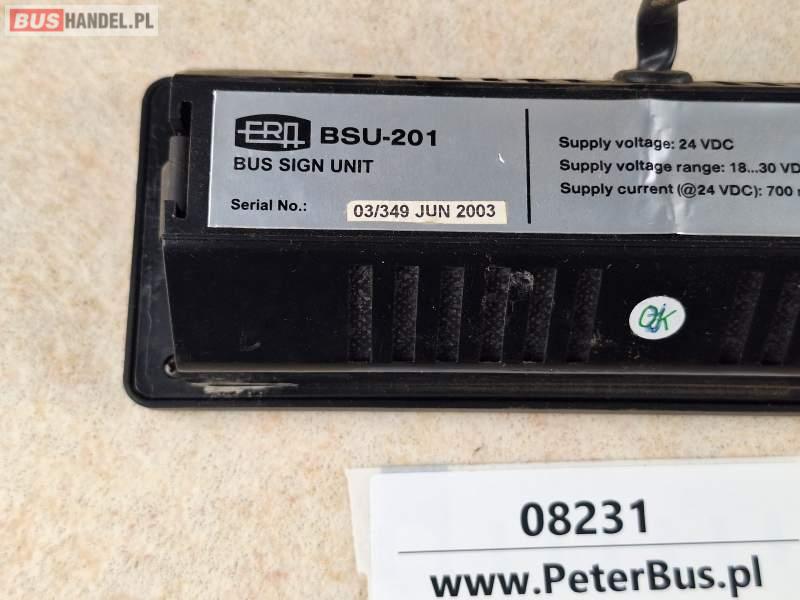 BUSHANDEL.PL
ERA BSU-201
BUS SIGN UNIT
Serial No.: 03/349 JUN 2003
Supply voltage: 24 VDC
Supply voltage range: 18...30 VD
Supply current (@24 VDC): 700
OK
08231
www.PeterBus.pl